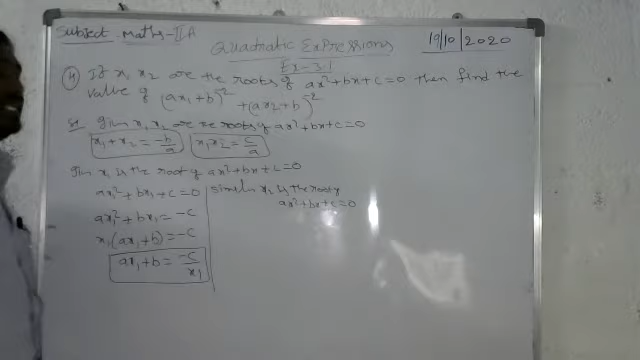 Subject Maths-IIA
Quadratic Expressions
19|10|2020
Ex-3.1
4) If x₁ x₂ are the roots of ax²+bx+c=0 then find the
value of (ax₁+b)⁻² + (ax₂+b)⁻²
Sol Given x₁ x₂ are the roots of ax²+bx+c=0
x₁+x₂ = -b/a x₁x₂ = c/a
x₁ is the root of ax²+bx+c=0
ax₁²+bx₁+c=0
ax₁²+bx₁=-c
x₁(ax₁+b)=-c
ax₁+b = -c/x₁
x₂ is the root of
ax²+bx+c=0